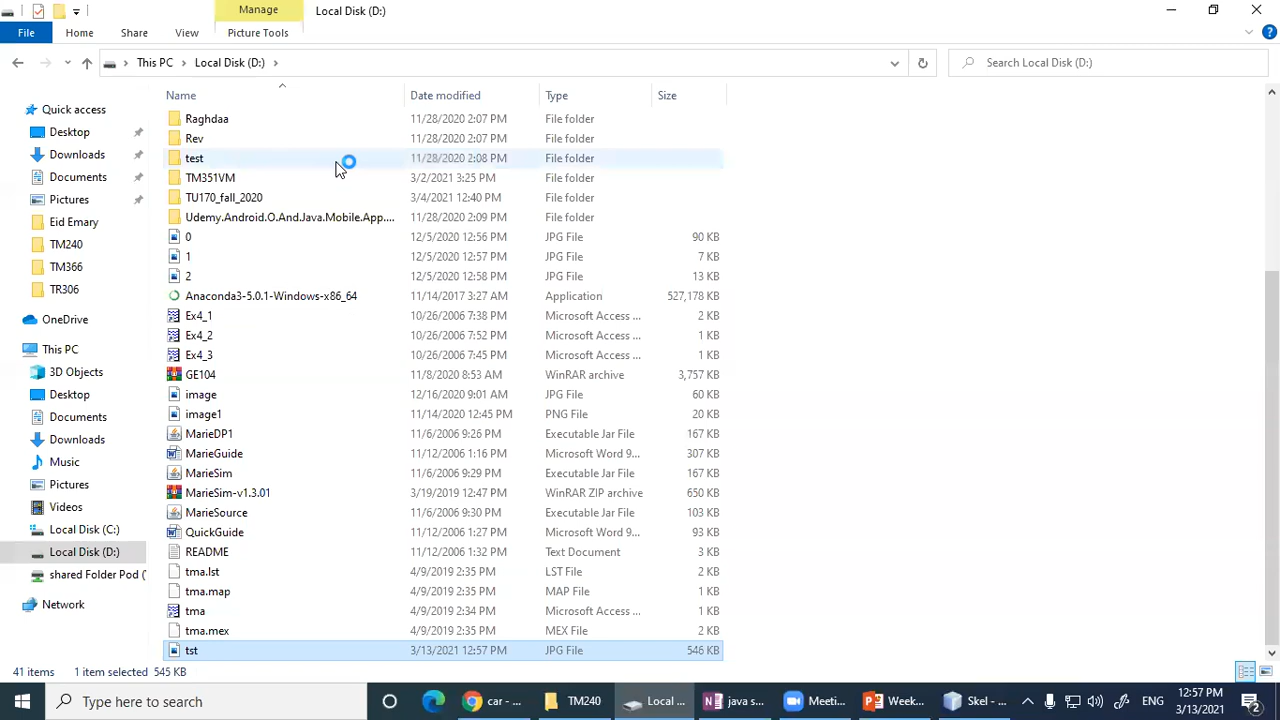 Manage
Local Disk (D:)
File
Home
Share
View
Picture Tools
This PC
Local Disk (D:)
Search Local Disk (D:)
Name
Date modified
Type
Size
Quick access
Desktop
Downloads
Documents
Pictures
Eid Emary
TM240
TM366
TR306
OneDrive
This PC
3D Objects
Desktop
Documents
Downloads
Music
Pictures
Videos
Local Disk (C:)
Local Disk (D:)
shared Folder Pod (
Network
Raghdaa 11/28/2020 2:07 PM File folder
Rev 11/28/2020 2:07 PM File folder
test 11/28/2020 2:08 PM File folder
TM351VM 3/2/2021 3:25 PM File folder
TU170_fall_2020 3/4/2021 12:40 PM File folder
Udemy.Android.O.And.Java.Mobile.App.... 11/28/2020 2:09 PM File folder
0 12/5/2020 12:56 PM JPG File 90 KB
1 12/5/2020 12:57 PM JPG File 7 KB
2 12/5/2020 12:58 PM JPG File 13 KB
Anaconda3-5.0.1-Windows-x86_64 11/14/2017 3:27 AM Application 527,178 KB
Ex4_1 10/26/2006 7:38 PM Microsoft Access ... 2 KB
Ex4_2 10/26/2006 7:52 PM Microsoft Access ... 1 KB
Ex4_3 10/26/2006 7:45 PM Microsoft Access ... 1 KB
GE104 11/8/2020 8:53 AM WinRAR archive 3,757 KB
image 12/16/2020 9:01 AM JPG File 60 KB
image1 11/14/2020 12:45 PM PNG File 20 KB
MarieDP1 11/6/2006 9:26 PM Executable Jar File 167 KB
MarieGuide 11/12/2006 1:16 PM Microsoft Word 9... 307 KB
MarieSim 11/6/2006 9:29 PM Executable Jar File 167 KB
MarieSim-v1.3.01 3/19/2019 12:47 PM WinRAR ZIP archive 650 KB
MarieSource 11/6/2006 9:30 PM Executable Jar File 103 KB
QuickGuide 11/12/2006 1:27 PM Microsoft Word 9... 93 KB
README 11/12/2006 1:32 PM Text Document 3 KB
tma.lst 4/9/2019 2:35 PM LST File 2 KB
tma.map 4/9/2019 2:35 PM MAP File 1 KB
tma 4/9/2019 2:34 PM Microsoft Access ... 1 KB
tma.mex 4/9/2019 2:35 PM MEX File 1 KB
tst 3/13/2021 12:57 PM JPG File 546 KB
41 items 1 item selected 545 KB
Type here to search
car - ...
TM240
Local ...
java s...
Meeti...
Week...
Skel - ...
ENG
12:57 PM
3/13/2021
2